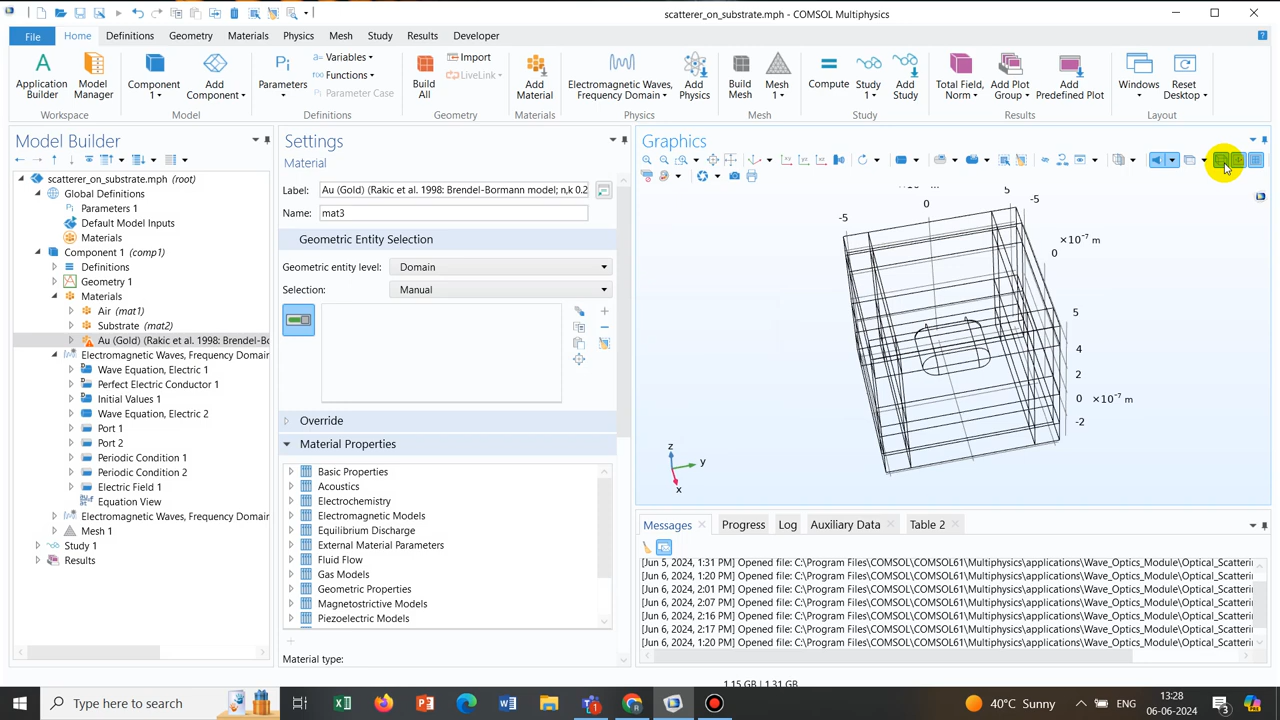 scatterer_on_substrate.mph - COMSOL Multiphysics
File Home Definitions Geometry Materials Physics Mesh Study Results Developer
Application Builder
Model Manager
Workspace
Component 1
Add Component
Model
Pi
Parameters
a= Variables
f(x) Functions
Pi Parameter Case
Definitions
Build All
Import
LiveLink
Geometry
Add Material
Materials
Electromagnetic Waves, Frequency Domain
Add Physics
Physics
Build Mesh
Mesh 1
Mesh
Compute
Study 1
Add Study
Study
Total Field, Norm
Add Plot Group
Add Predefined Plot
Results
Windows
Reset Desktop
Layout
Model Builder
scatterer_on_substrate.mph (root)
Global Definitions
Parameters 1
Default Model Inputs
Materials
Component 1 (comp1)
Definitions
Geometry 1
Materials
Air (mat1)
Substrate (mat2)
Au (Gold) (Rakic et al. 1998: Brendel-Bo
Electromagnetic Waves, Frequency Domain
Wave Equation, Electric 1
Perfect Electric Conductor 1
Initial Values 1
Wave Equation, Electric 2
Port 1
Port 2
Periodic Condition 1
Periodic Condition 2
Electric Field 1
Equation View
Electromagnetic Waves, Frequency Domain
Mesh 1
Study 1
Results
Settings
Material
Label: Au (Gold) (Rakic et al. 1998: Brendel-Bormann model; n,k 0.2
Name: mat3
Geometric Entity Selection
Geometric entity level: Domain
Selection: Manual
Override
Material Properties
Basic Properties
Acoustics
Electrochemistry
Electromagnetic Models
Equilibrium Discharge
External Material Parameters
Fluid Flow
Gas Models
Geometric Properties
Magnetostrictive Models
Piezoelectric Models
Material type:
Graphics
5
0
-5
-5
×10⁻⁷ m
0
5
4
2
0
×10⁻⁷ m
-2
z
y
x
Messages Progress Log Auxiliary Data Table 2
[Jun 5, 2024, 1:31 PM] Opened file: C:\Program Files\COMSOL\COMSOL61\Multiphysics\applications\Wave_Optics_Module\Optical_Scatterin
[Jun 6, 2024, 1:20 PM] Opened file: C:\Program Files\COMSOL\COMSOL61\Multiphysics\applications\Wave_Optics_Module\Optical_Scatterin
[Jun 6, 2024, 2:01 PM] Opened file: C:\Program Files\COMSOL\COMSOL61\Multiphysics\applications\Wave_Optics_Module\Optical_Scatterin
[Jun 6, 2024, 2:07 PM] Opened file: C:\Program Files\COMSOL\COMSOL61\Multiphysics\applications\Wave_Optics_Module\Optical_Scatterin
[Jun 6, 2024, 2:16 PM] Opened file: C:\Program Files\COMSOL\COMSOL61\Multiphysics\applications\Wave_Optics_Module\Optical_Scatterin
[Jun 6, 2024, 2:17 PM] Opened file: C:\Program Files\COMSOL\COMSOL61\Multiphysics\applications\Wave_Optics_Module\Optical_Scatterin
[Jun 6, 2024, 1:20 PM] Opened file: C:\Program Files\COMSOL\COMSOL61\Multiphysics\applications\Wave_Optics_Module\Optical_Scatterin
1.15 GB | 1.31 GB
Type here to search
40°C Sunny
13:28
06-06-2024
3